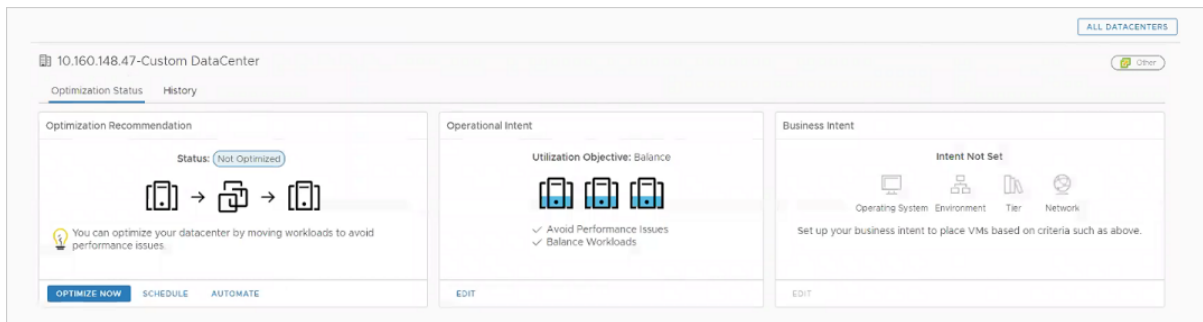 ALL DATACENTERS
10.160.148.47-Custom DataCenter
Other
Optimization Status
History
Optimization Recommendation
Status: Not Optimized
You can optimize your datacenter by moving workloads to avoid
performance issues.
OPTIMIZE NOW
SCHEDULE
AUTOMATE
Operational Intent
Utilization Objective: Balance
Avoid Performance Issues
Balance Workloads
EDIT
Business Intent
Intent Not Set
Operating System
Environment
Tier
Network
Set up your business intent to place VMs based on criteria such as above.
EDIT